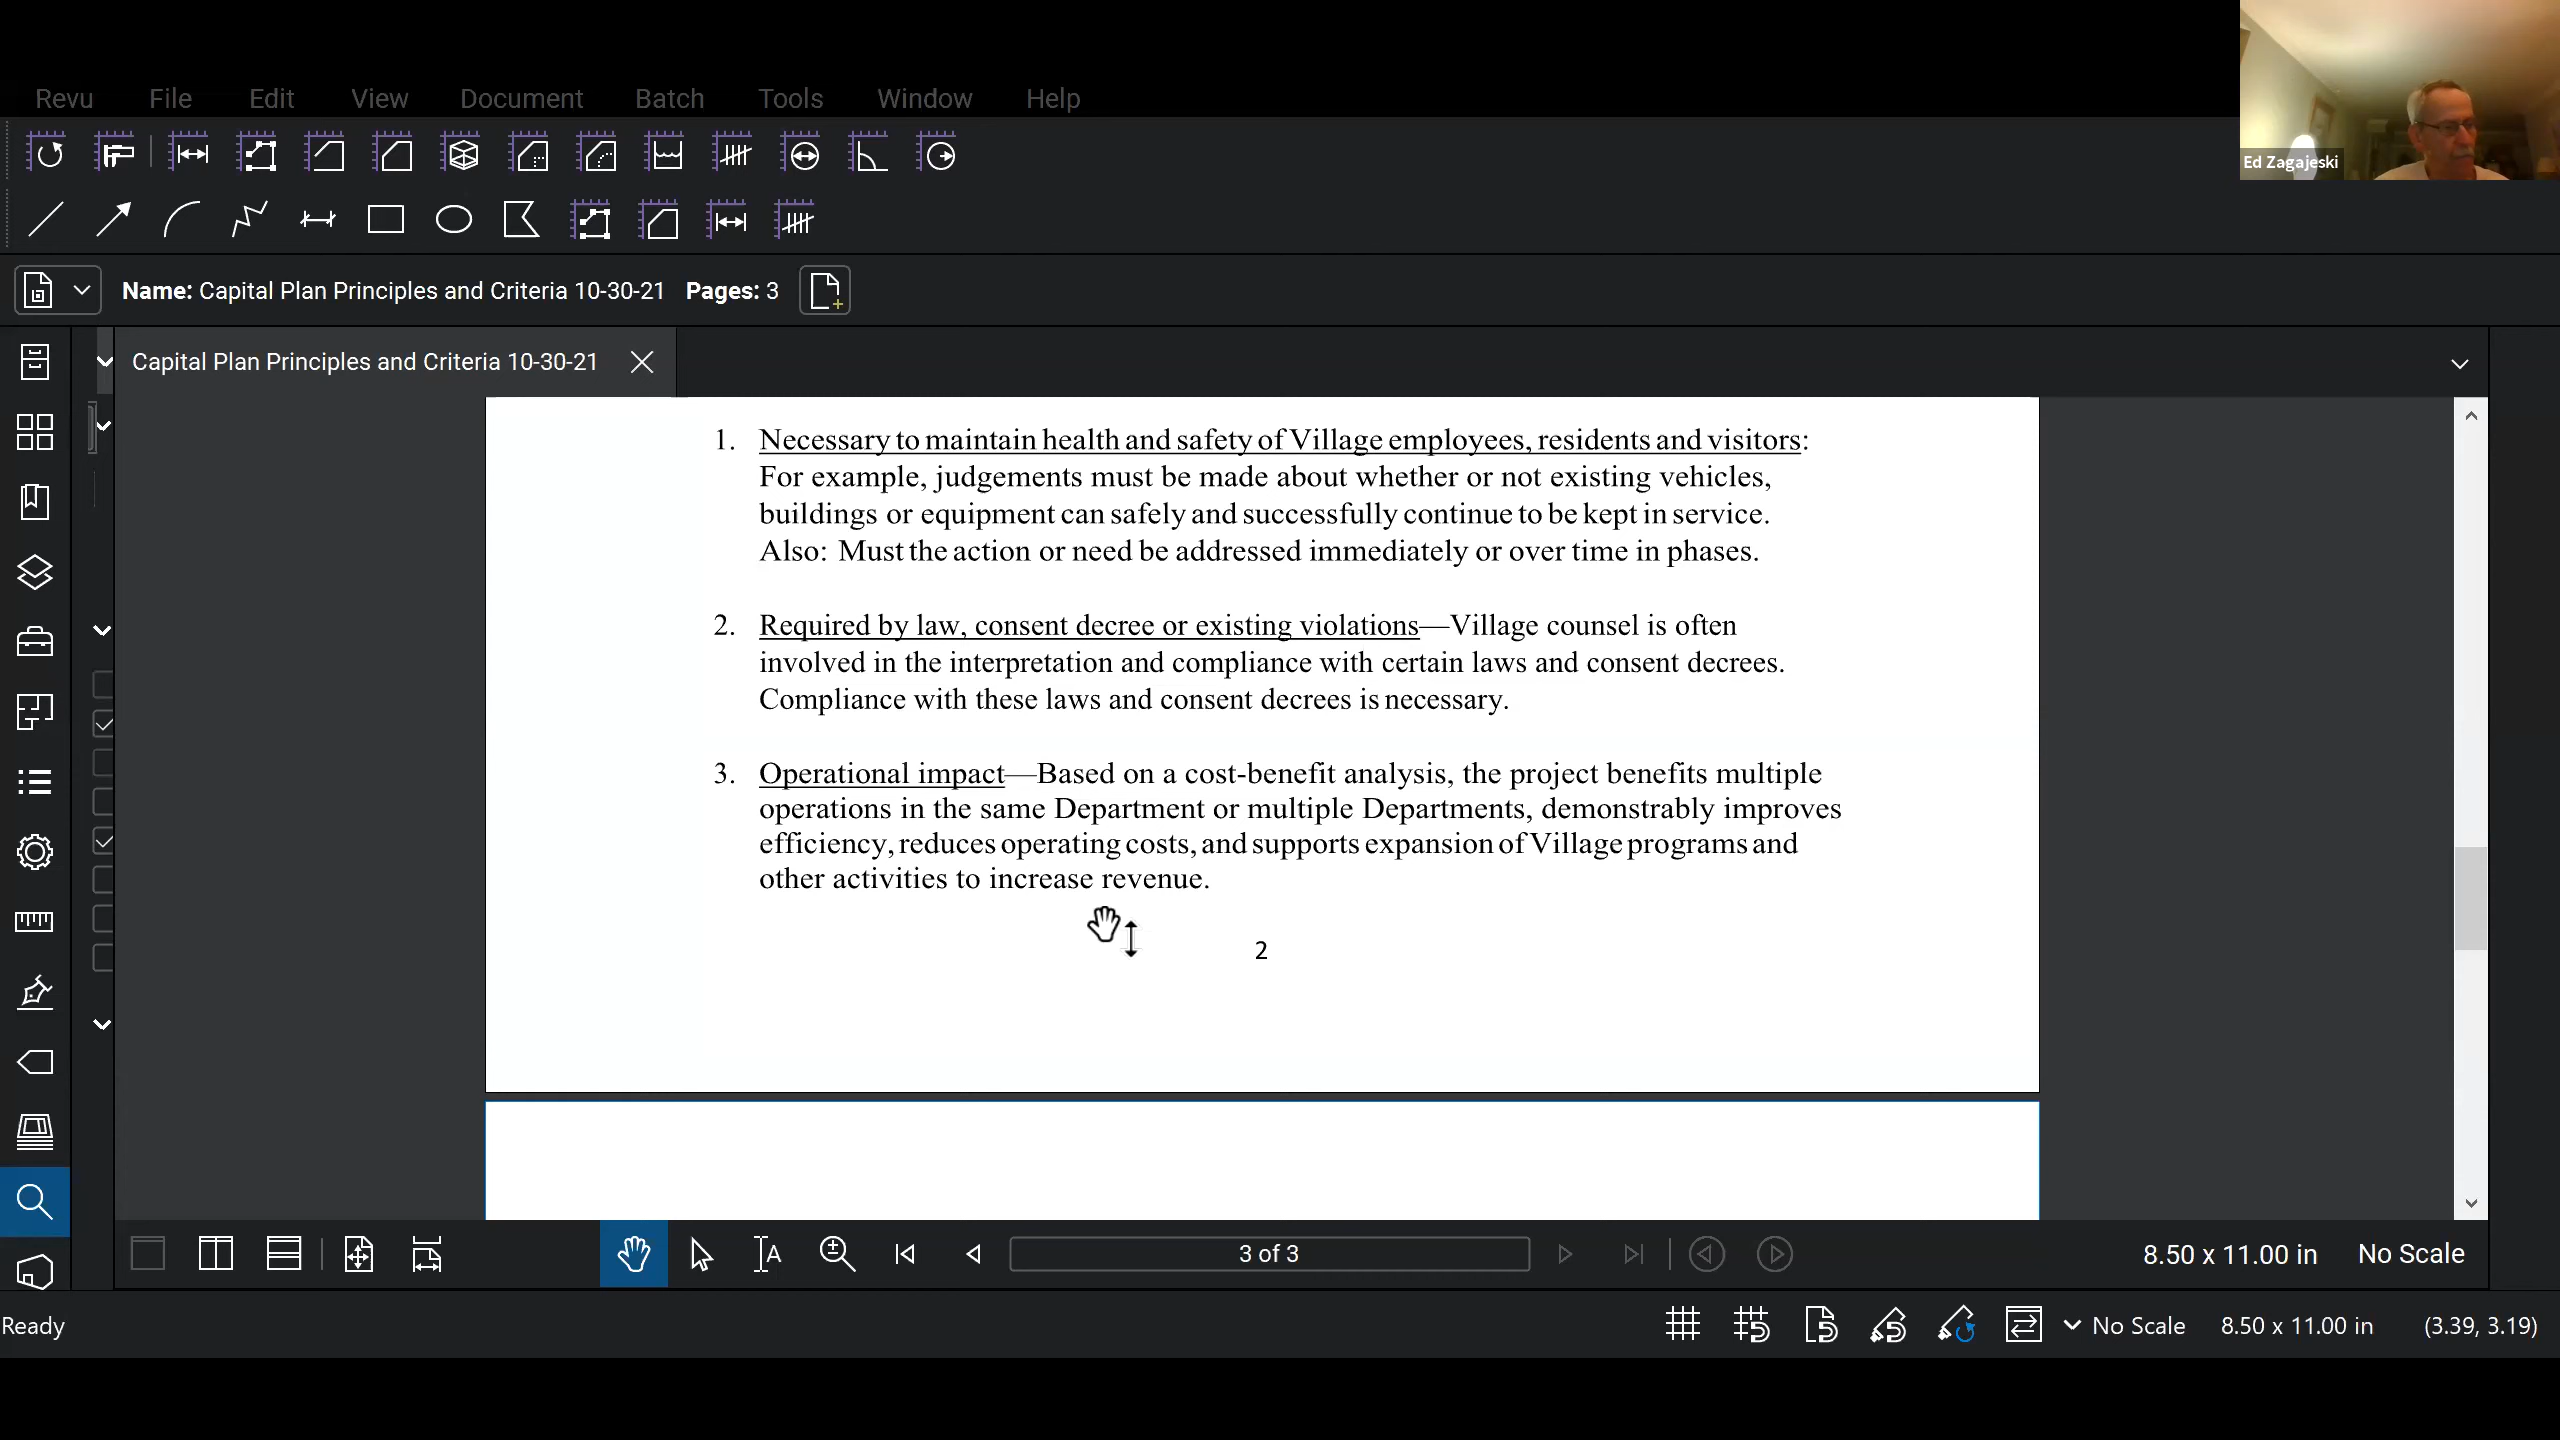 Revu File Edit View Document Batch Tools Window Help
Ed Zagajeski
Name: Capital Plan Principles and Criteria 10-30-21 Pages: 3
Capital Plan Principles and Criteria 10-30-21
1. Necessary to maintain health and safety of Village employees, residents and visitors:
For example, judgements must be made about whether or not existing vehicles,
buildings or equipment can safely and successfully continue to be kept in service.
Also: Must the action or need be addressed immediately or over time in phases.
2. Required by law, consent decree or existing violations—Village counsel is often
involved in the interpretation and compliance with certain laws and consent decrees.
Compliance with these laws and consent decrees is necessary.
3. Operational impact—Based on a cost-benefit analysis, the project benefits multiple
operations in the same Department or multiple Departments, demonstrably improves
efficiency, reduces operating costs, and supports expansion of Village programs and
other activities to increase revenue.
2
3 of 3
8.50 x 11.00 in No Scale
Ready
No Scale 8.50 x 11.00 in (3.39, 3.19)